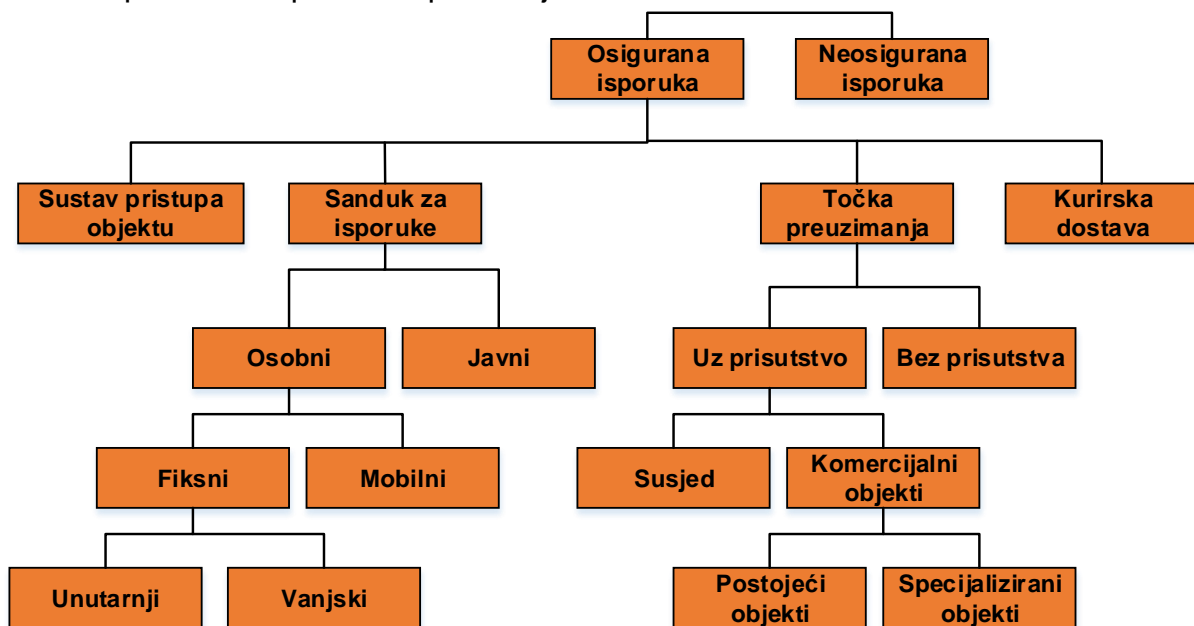 Osigurana
isporuka
Neosigurana
isporuka
Sustav pristupa
objektu
Sanduk za
isporuke
Točka
preuzimanja
Kurirska
dostava
Osobni
Javni
Uz prisutstvo
Bez prisutstva
Fiksni
Mobilni
Susjed
Komercijalni
objekti
Unutarnji
Vanjski
Postojeći
objekti
Specijalizirani
objekti